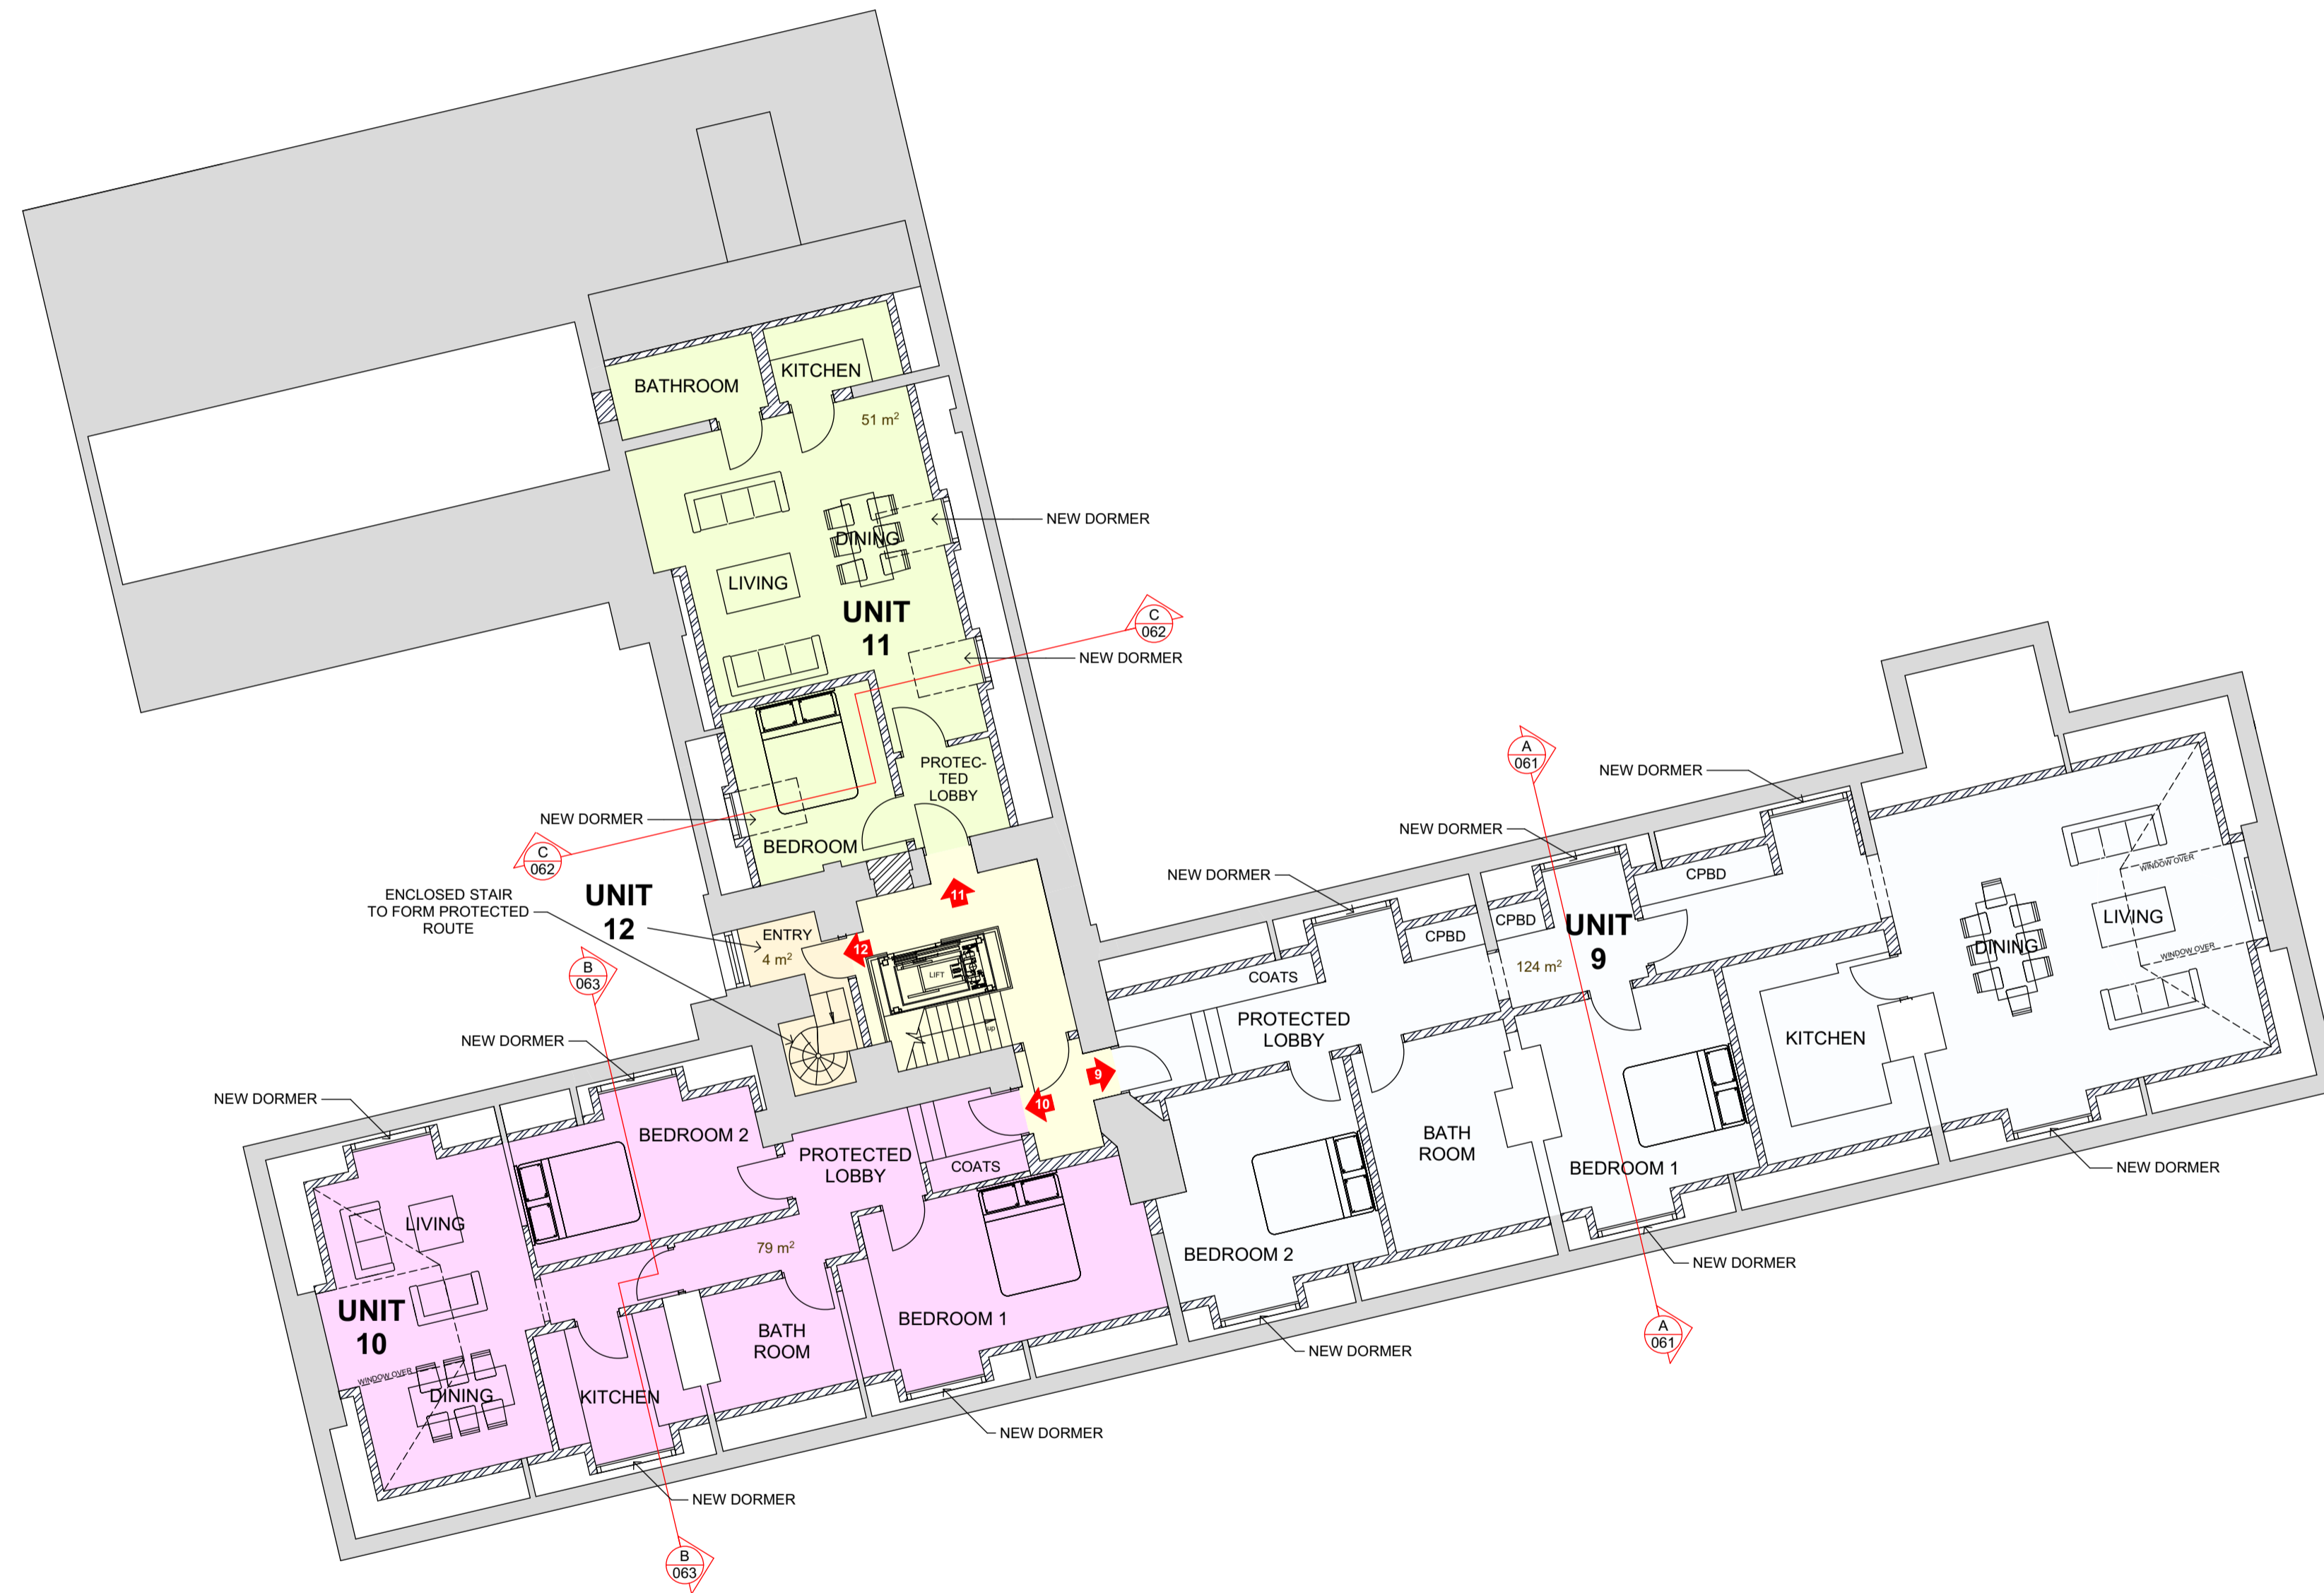 BATHROOM
KITCHEN
51 m²
NEW DORMER
DINING
LIVING
UNIT
11
C
062
NEW DORMER
PROTEC-
TED
LOBBY
NEW DORMER
BEDROOM
C
062
ENCLOSED STAIR
TO FORM PROTECTED
ROUTE
UNIT
12
ENTRY
4 m²
11
12
LIFT
up
9
10
B
063
NEW DORMER
NEW DORMER
BEDROOM 2
PROTECTED
LOBBY
COATS
LIVING
79 m²
UNIT
10
BEDROOM 1
BATH
ROOM
WINDOW OVER
DINING
KITCHEN
NEW DORMER
NEW DORMER
B
063
A
061
NEW DORMER
NEW DORMER
NEW DORMER
CPBD
CPBD
CPBD
UNIT
9
124 m²
COATS
PROTECTED
LOBBY
WINDOW OVER
LIVING
DINING
WINDOW OVER
KITCHEN
BATH
ROOM
BEDROOM 1
BEDROOM 2
NEW DORMER
NEW DORMER
NEW DORMER
A
061